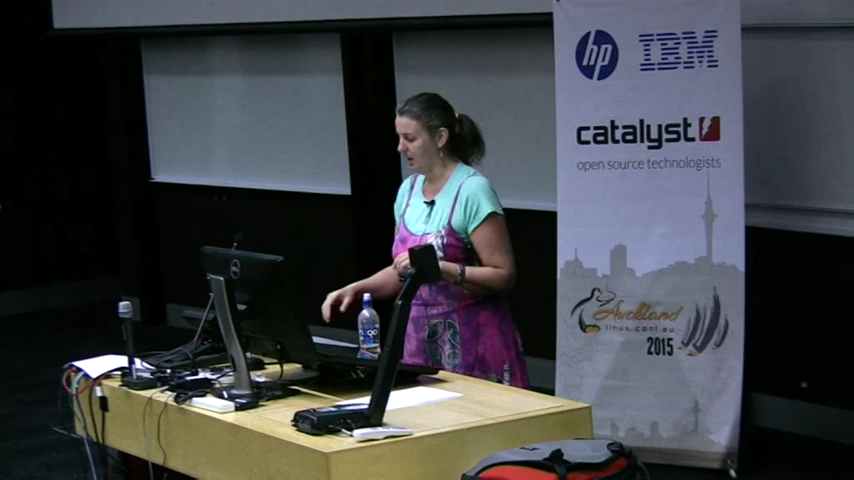 hp
IBM
catalyst
open source technologists
Auckland
linux.conf.au
2015